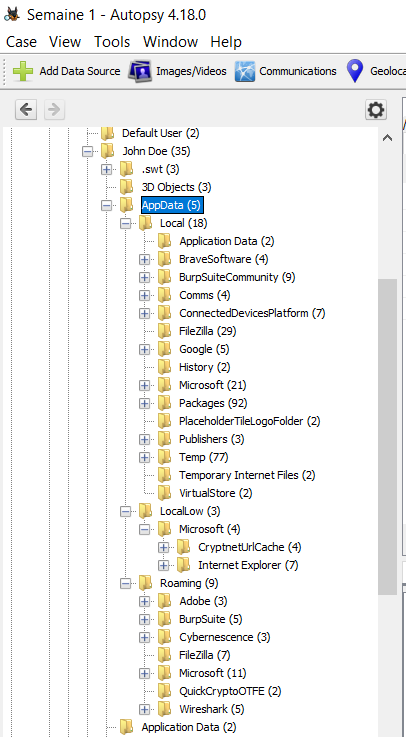 Semaine 1 - Autopsy 4.18.0
Case View Tools Window Help
Add Data Source Images/Videos Communications Geoloca
Default User (2)
John Doe (35)
.swt (3)
3D Objects (3)
AppData (5)
Local (18)
Application Data (2)
BraveSoftware (4)
BurpSuiteCommunity (9)
Comms (4)
ConnectedDevicesPlatform (7)
FileZilla (29)
Google (5)
History (2)
Microsoft (21)
Packages (92)
PlaceholderTileLogoFolder (2)
Publishers (3)
Temp (77)
Temporary Internet Files (2)
VirtualStore (2)
LocalLow (3)
Microsoft (4)
CryptnetUrlCache (4)
Internet Explorer (7)
Roaming (9)
Adobe (3)
BurpSuite (5)
Cybernescence (3)
FileZilla (7)
Microsoft (11)
QuickCryptoOTFE (2)
Wireshark (5)
Application Data (2)